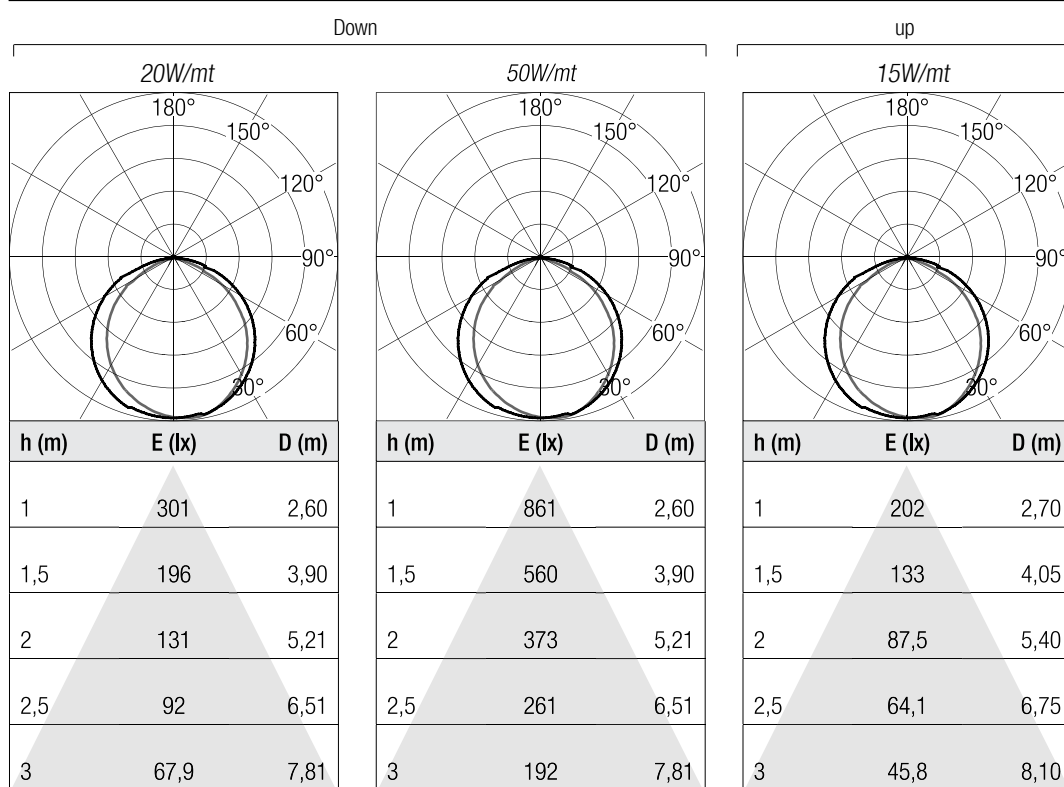 Down up
20W/mt 50W/mt 15W/mt
180° 180° 180°
150° 150° 150°
120° 120° 120°
90° 90° 90°
60° 60° 60°
30° 30° 30°
h (m) E (lx) D (m) h (m) E (lx) D (m) h (m) E (lx) D (m)
1 301 2,60 1 861 2,60 1 202 2,70
1,5 196 3,90 1,5 560 3,90 1,5 133 4,05
2 131 5,21 2 373 5,21 2 87,5 5,40
2,5 92 6,51 2,5 261 6,51 2,5 64,1 6,75
3 67,9 7,81 3 192 7,81 3 45,8 8,10